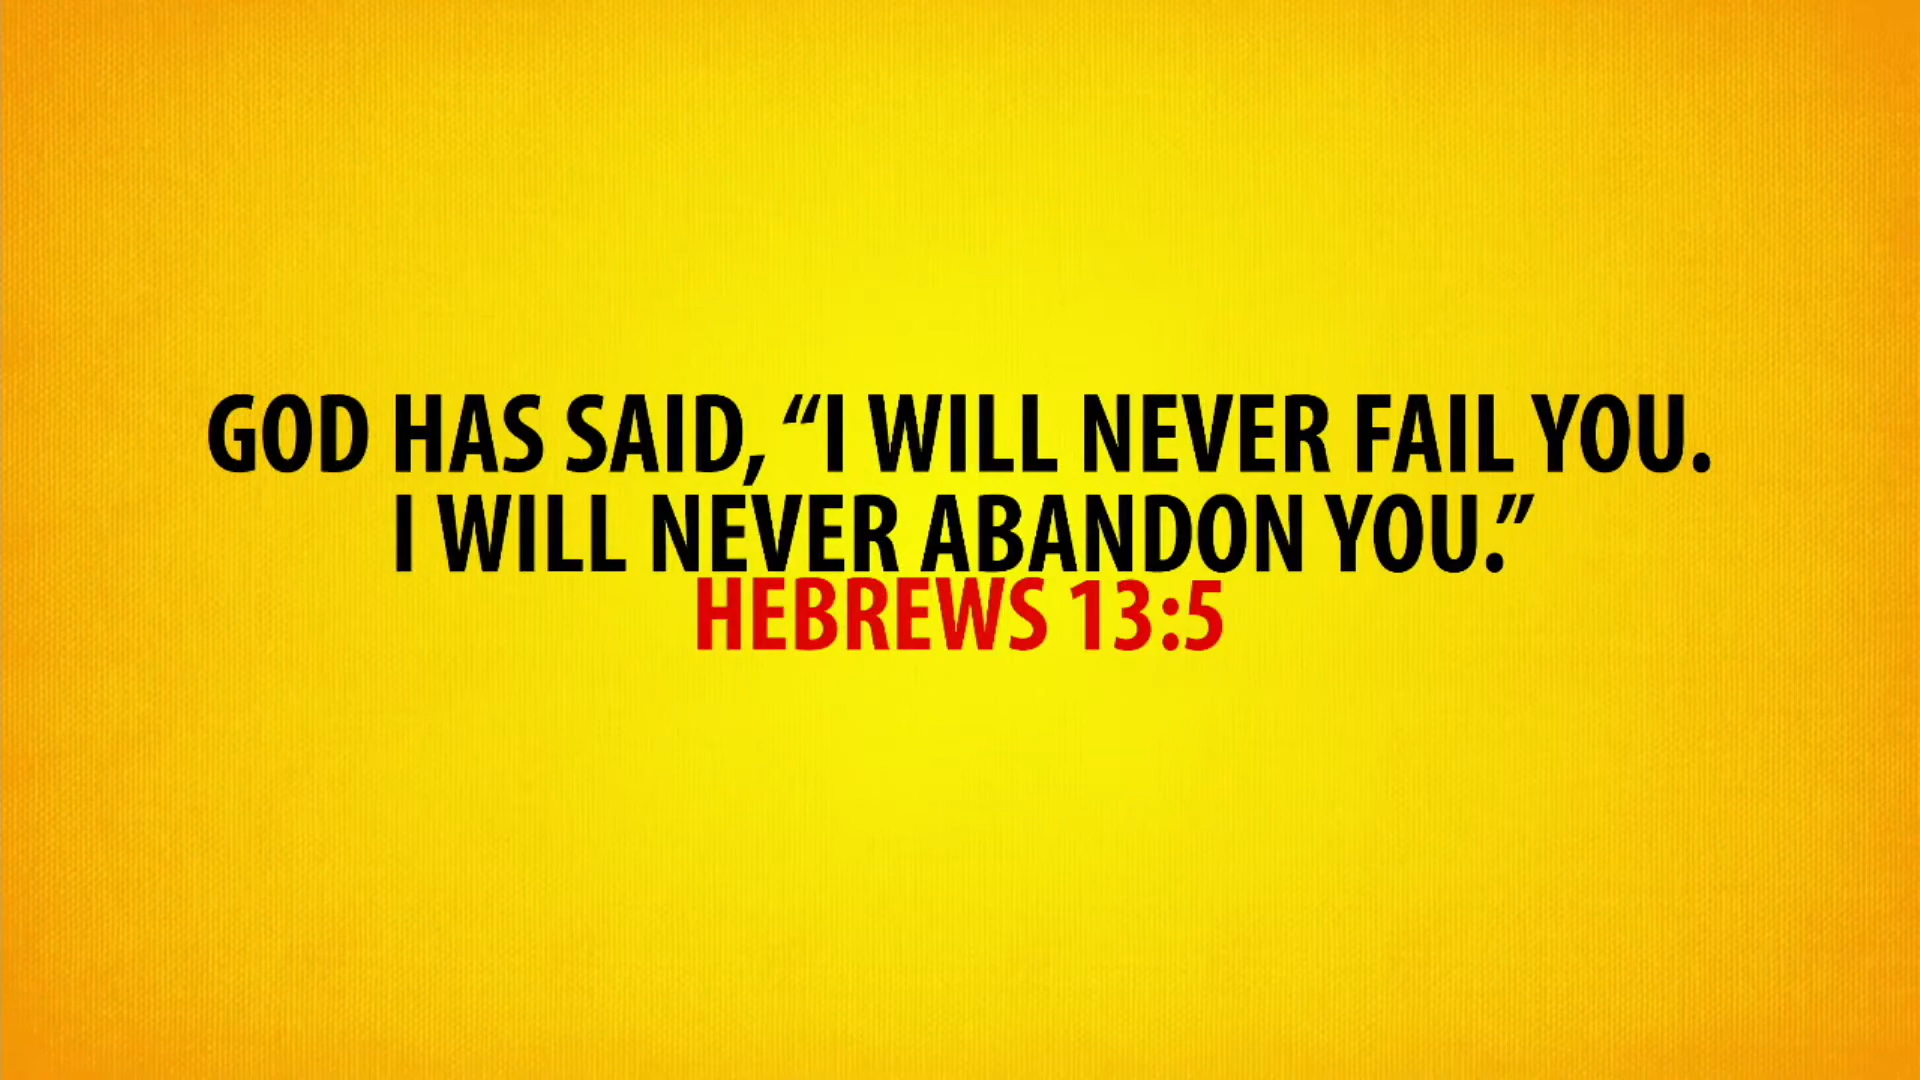 GOD HAS SAID, “I WILL NEVER FAIL YOU.
I WILL NEVER ABANDON YOU.”
HEBREWS 13:5